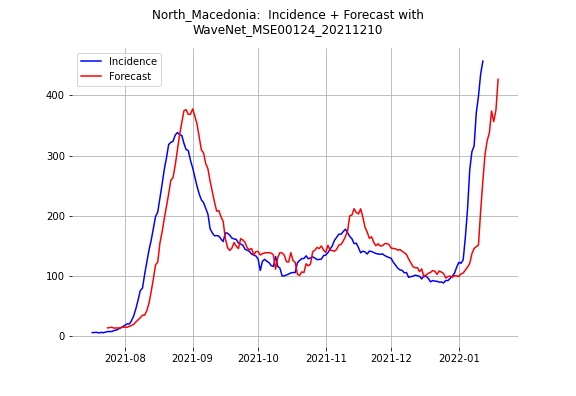 North_Macedonia:  Incidence + Forecast with
WaveNet_MSE00124_20211210
Incidence
Forecast
400
300
200
100
0
2021-08
2021-09
2021-10
2021-11
2021-12
2022-01